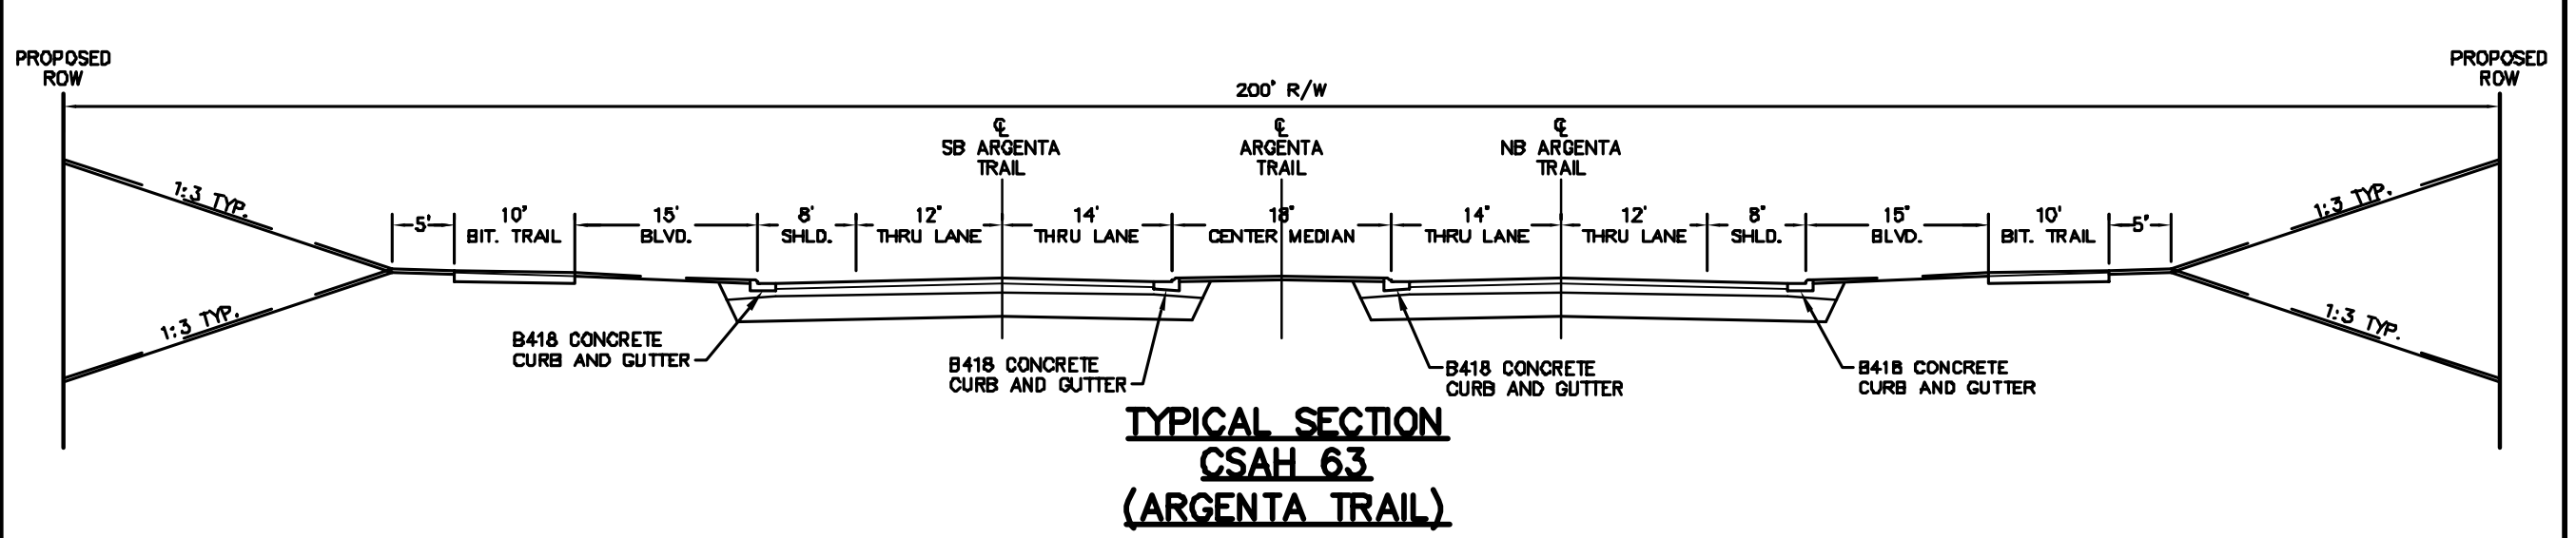 PROPOSED
ROW
PROPOSED
ROW
200' R/W
℄
SB ARGENTA
TRAIL
℄
ARGENTA
TRAIL
℄
NB ARGENTA
TRAIL
1:3 TYP.
1:3 TYP.
5'
10'
BIT. TRAIL
15'
BLVD.
8'
SHLD.
12'
THRU LANE
14'
THRU LANE
18'
CENTER MEDIAN
14'
THRU LANE
12'
THRU LANE
8'
SHLD.
15'
BLVD.
10'
BIT. TRAIL
5'
1:3 TYP.
1:3 TYP.
B418 CONCRETE
CURB AND GUTTER
B418 CONCRETE
CURB AND GUTTER
B418 CONCRETE
CURB AND GUTTER
B418 CONCRETE
CURB AND GUTTER
TYPICAL SECTION
CSAH 63
(ARGENTA TRAIL)